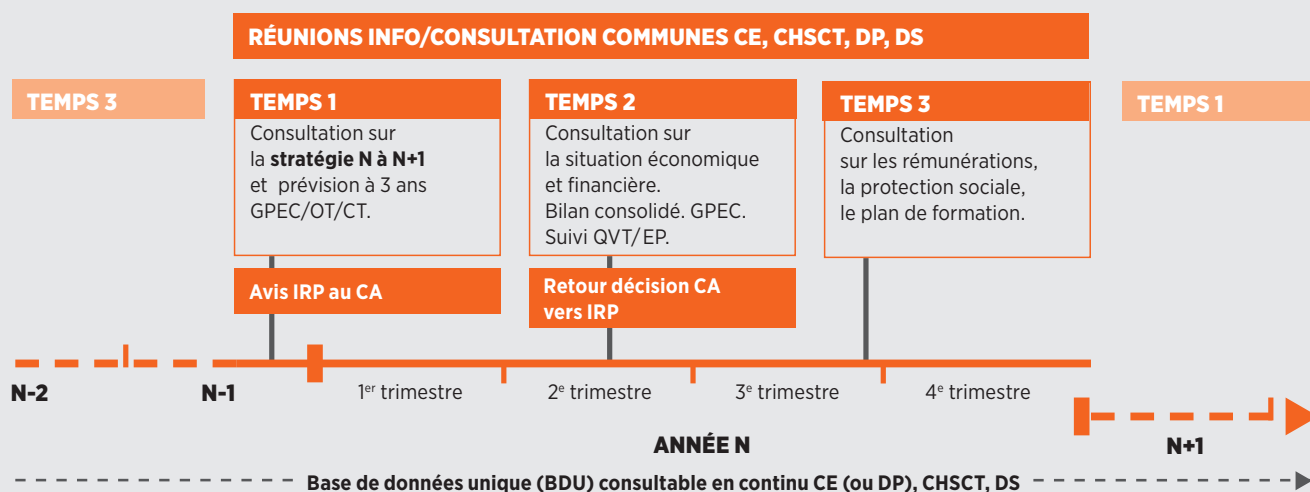 RÉUNIONS INFO/CONSULTATION COMMUNES CE, CHSCT, DP, DS
TEMPS 3
TEMPS 1
Consultation sur
la stratégie N à N+1
et prévision à 3 ans
GPEC/OT/CT.
Avis IRP au CA
TEMPS 2
Consultation sur
la situation économique
et financière.
Bilan consolidé. GPEC.
Suivi QVT/EP.
Retour décision CA
vers IRP
TEMPS 3
Consultation
sur les rémunérations,
la protection sociale,
le plan de formation.
TEMPS 1
N-2
N-1
1er trimestre
2e trimestre
3e trimestre
4e trimestre
ANNÉE N
N+1
Base de données unique (BDU) consultable en continu CE (ou DP), CHSCT, DS